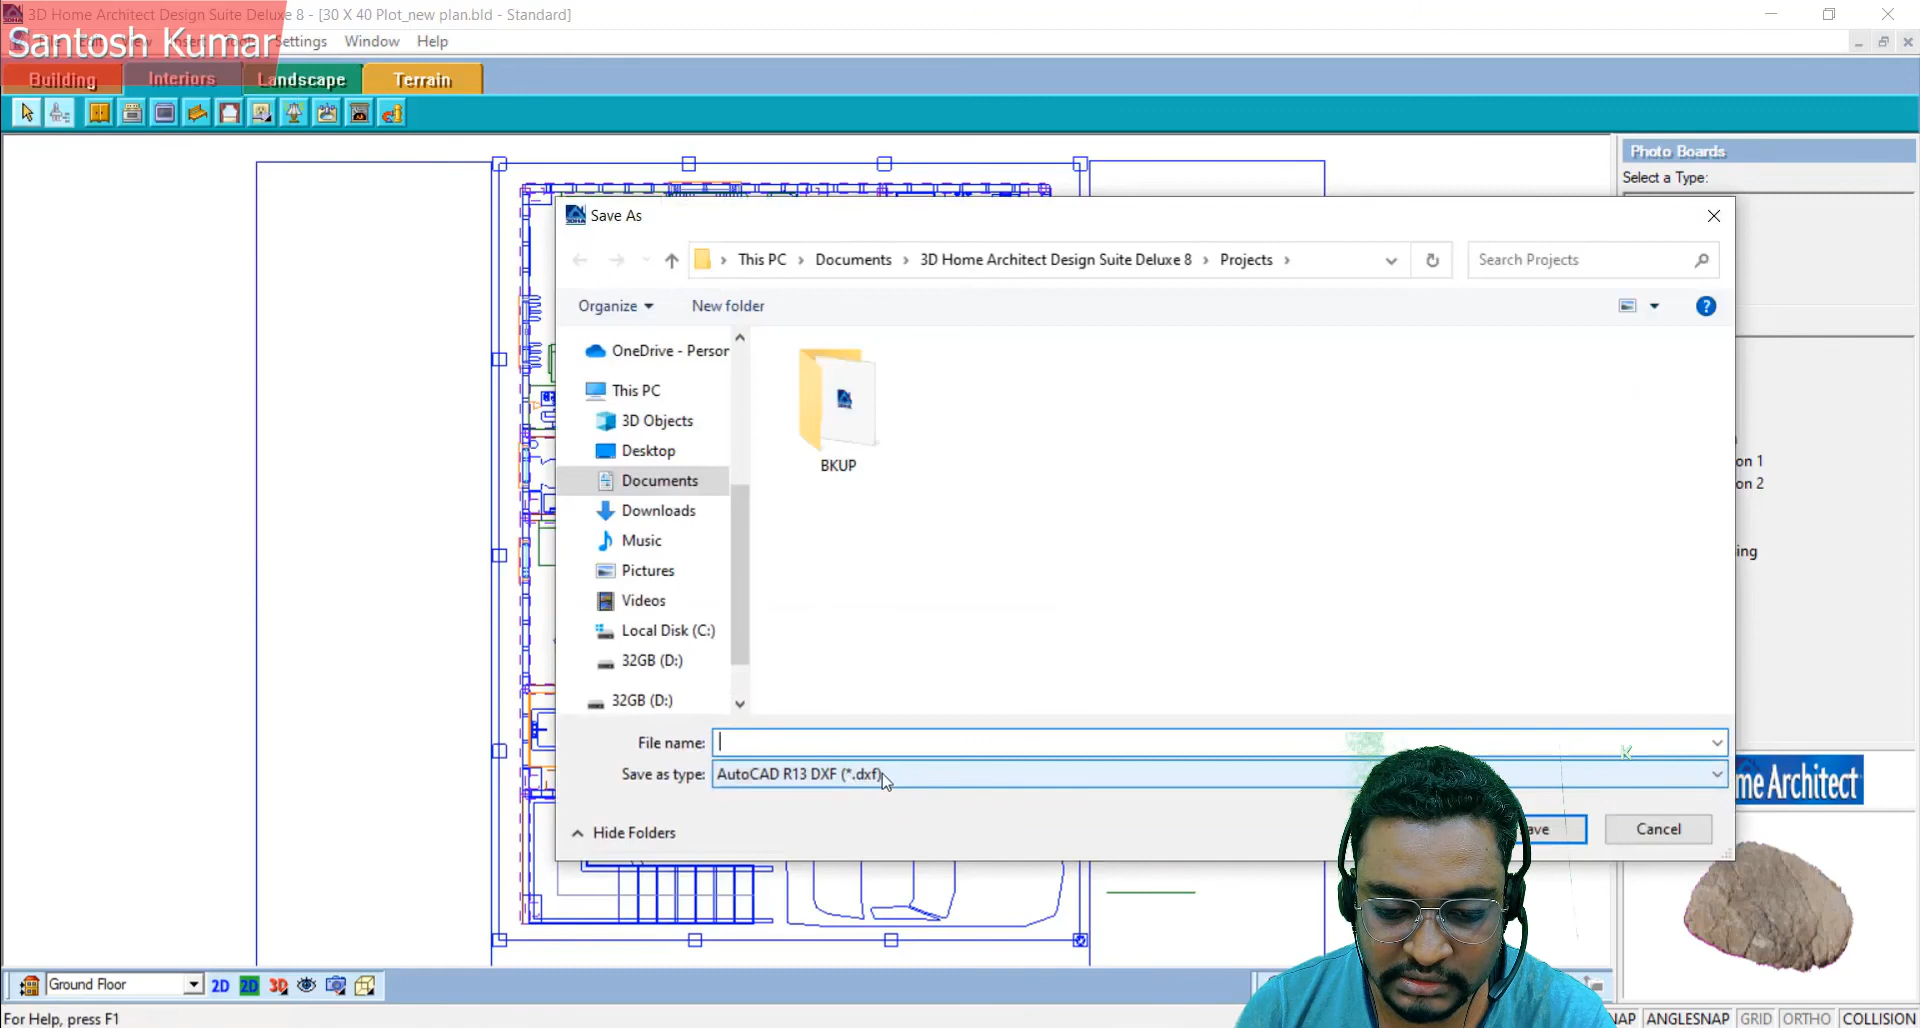 3D Home Architect Design Suite Deluxe 8 - [30 X 40 Plot_new plan.bld - Standard]
Santosh Kumar
Settings Window Help
Building Interiors Landscape Terrain
Photo Boards
Select a Type:
Save As
This PC › Documents › 3D Home Architect Design Suite Deluxe 8 › Projects ›
Search Projects
Organize New folder
OneDrive - Person
This PC
3D Objects
Desktop
Documents
Downloads
Music
Pictures
Videos
Local Disk (C:)
32GB (D:)
32GB (D:)
BKUP
on 1
on 2
ing
File name:
Save as type: AutoCAD R13 DXF (*.dxf)
Hide Folders
ave
Cancel
me Architect
Ground Floor
2D 2D 3D
For Help, press F1
NAP ANGLESNAP GRID ORTHO COLLISION